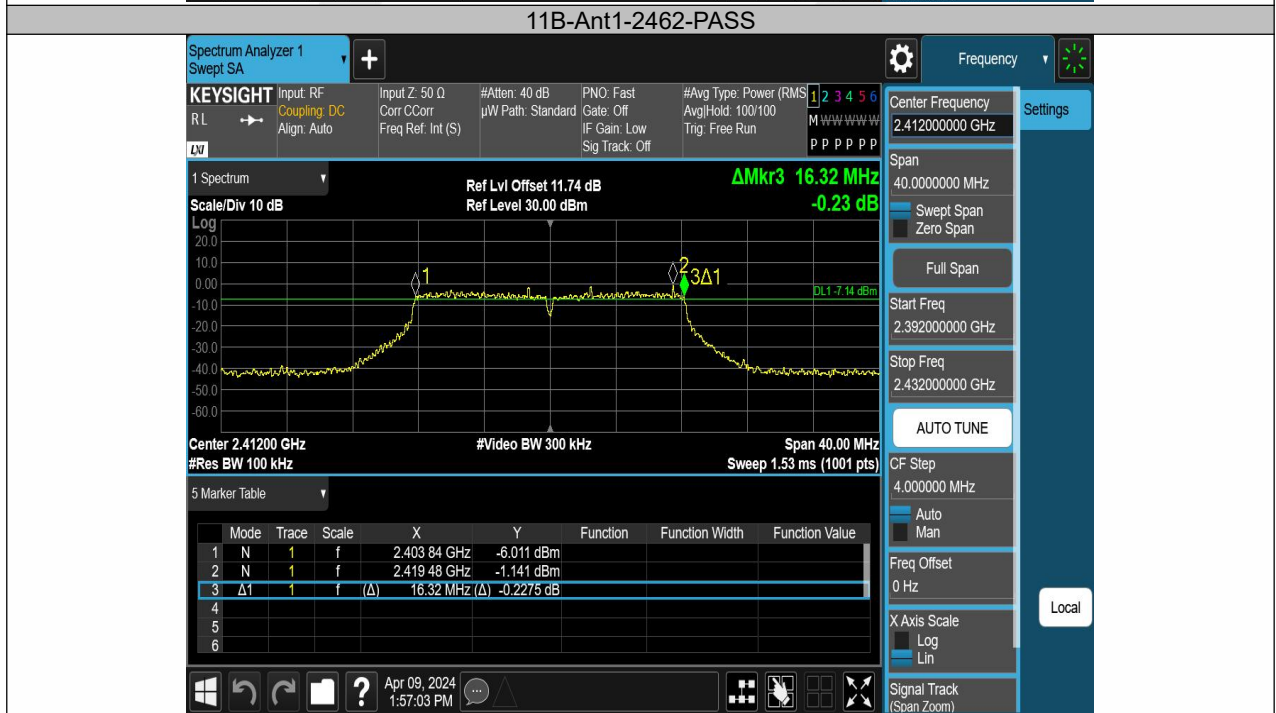 11B-Ant1-2462-PASS
Spectrum Analyzer 1
Swept SA
+
Frequency
KEYSIGHT
RL
LXI
Input: RF
Coupling: DC
Align: Auto
Input Z: 50 Ω
Corr CCorr
Freq Ref: Int (S)
#Atten: 40 dB
µW Path: Standard
PNO: Fast
Gate: Off
IF Gain: Low
Sig Track: Off
#Avg Type: Power (RMS
Avg|Hold: 100/100
Trig: Free Run
1 2 3 4 5 6
M W W W W W
P P P P P P
1 Spectrum
Scale/Div 10 dB
Ref Lvl Offset 11.74 dB
Ref Level 30.00 dBm
ΔMkr3 16.32 MHz
-0.23 dB
Log
20.0
10.0
0.00
-10.0
-20.0
-30.0
-40.0
-50.0
-60.0
1
2
3Δ1
DL1 -7.14 dBm
Center 2.41200 GHz
#Video BW 300 kHz
Span 40.00 MHz
#Res BW 100 kHz
Sweep 1.53 ms (1001 pts)
5 Marker Table
Mode Trace Scale X Y Function Function Width Function Value
1 N 1 f 2.403 84 GHz -6.011 dBm
2 N 1 f 2.419 48 GHz -1.141 dBm
3 Δ1 1 f (Δ) 16.32 MHz (Δ) -0.2275 dB
4
5
6
?
Apr 09, 2024
1:57:03 PM
Center Frequency
2.412000000 GHz
Span
40.0000000 MHz
Swept Span
Zero Span
Full Span
Start Freq
2.392000000 GHz
Stop Freq
2.432000000 GHz
AUTO TUNE
CF Step
4.000000 MHz
Auto
Man
Freq Offset
0 Hz
X Axis Scale
Log
Lin
Signal Track
(Span Zoom)
Settings
Local